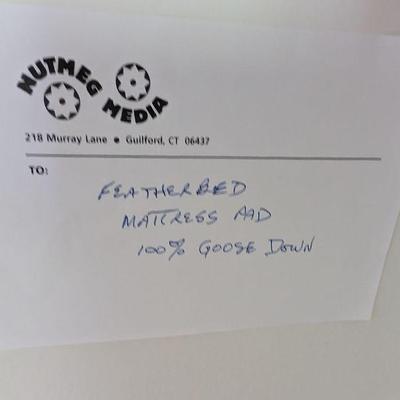 NUTMEG MEDIA
218 Murray Lane • Guilford, CT 06437
TO:
FEATHERBED
MATTRESS PAD
100% GOOSE DOWN